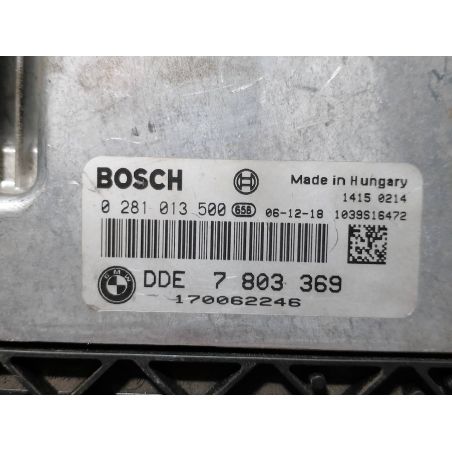 BOSCH Made in Hungary
1415 0214
0 281 013 500 658 06-12-18 1039S16472
BMW DDE 7 803 369
170062246